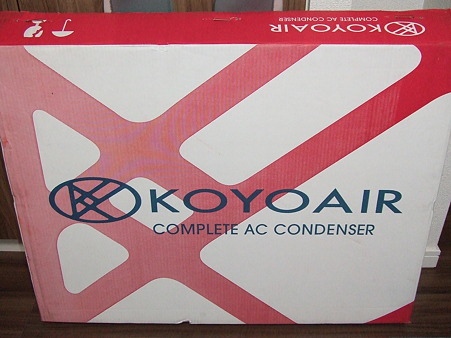 KOYOAIR
COMPLETE AC CONDENSER
KOYOAIR
COMPLETE AC CONDENSER